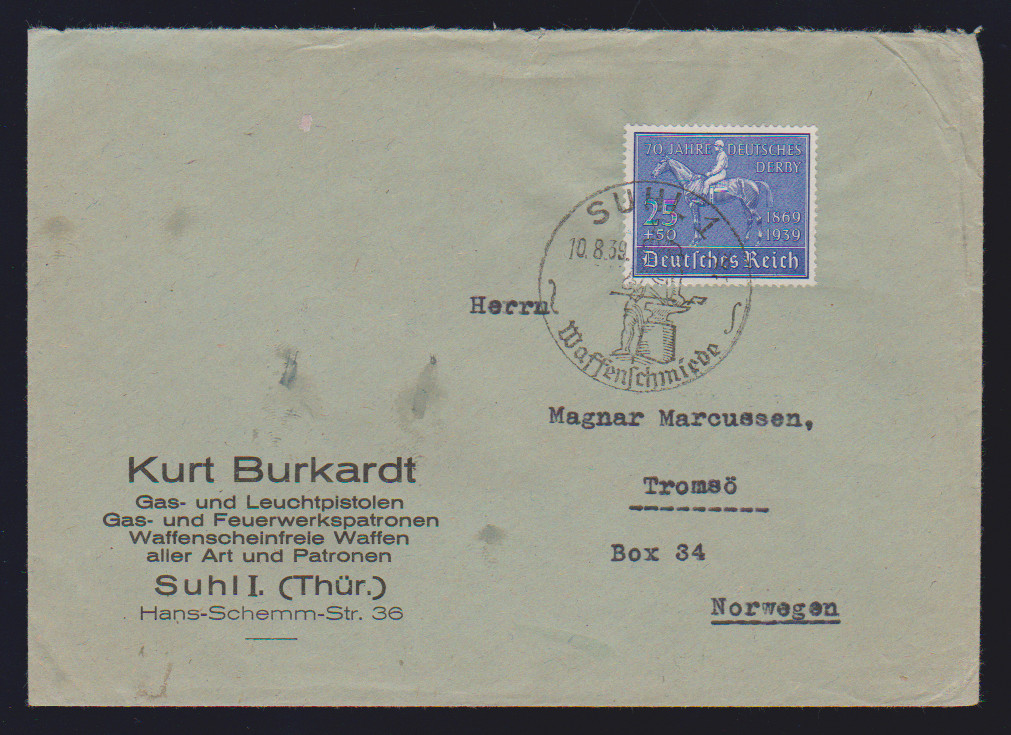 70 JAHRE DEUTSCHES
DERBY
25 1869
+50 1939
Deutsches Reich
SUHL 1
10.8.39.
Waffenschmiede
Herrn
Magnar Marcussen,
Tromsö
Box 34
Norwegen
Kurt Burkardt
Gas- und Leuchtpistolen
Gas- und Feuerwerkspatronen
Waffenscheinfreie Waffen
aller Art und Patronen
Suhl I. (Thür.)
Hans-Schemm-Str. 36